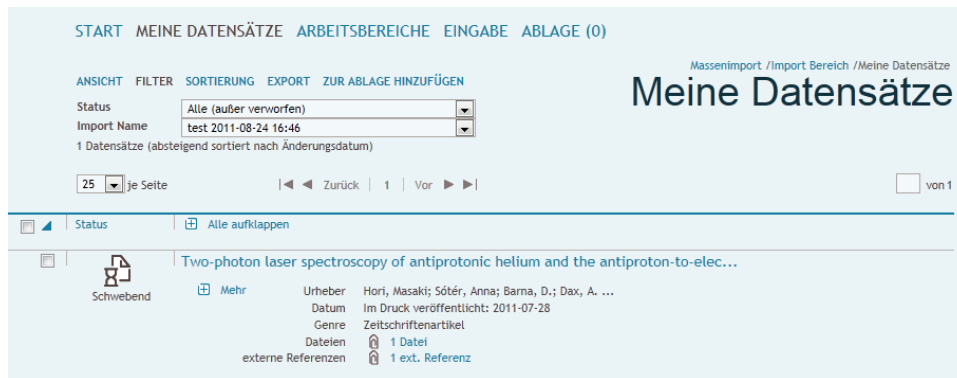 START MEINE DATENSÄTZE ARBEITSBEREICHE EINGABE ABLAGE (0)
Massenimport /Import Bereich /Meine Datensätze
Meine Datensätze
ANSICHT FILTER SORTIERUNG EXPORT ZUR ABLAGE HINZUFÜGEN
Status Alle (außer verworfen)
Import Name test 2011-08-24 16:46
1 Datensätze (absteigend sortiert nach Änderungsdatum)
25 je Seite Zurück 1 Vor von 1
Status Alle aufklappen
Two-photon laser spectroscopy of antiprotonic helium and the antiproton-to-elec...
Schwebend
Mehr Urheber Hori, Masaki; Sótér, Anna; Barna, D.; Dax, A. ...
Datum Im Druck veröffentlicht: 2011-07-28
Genre Zeitschriftenartikel
Dateien 1 Datei
externe Referenzen 1 ext. Referenz